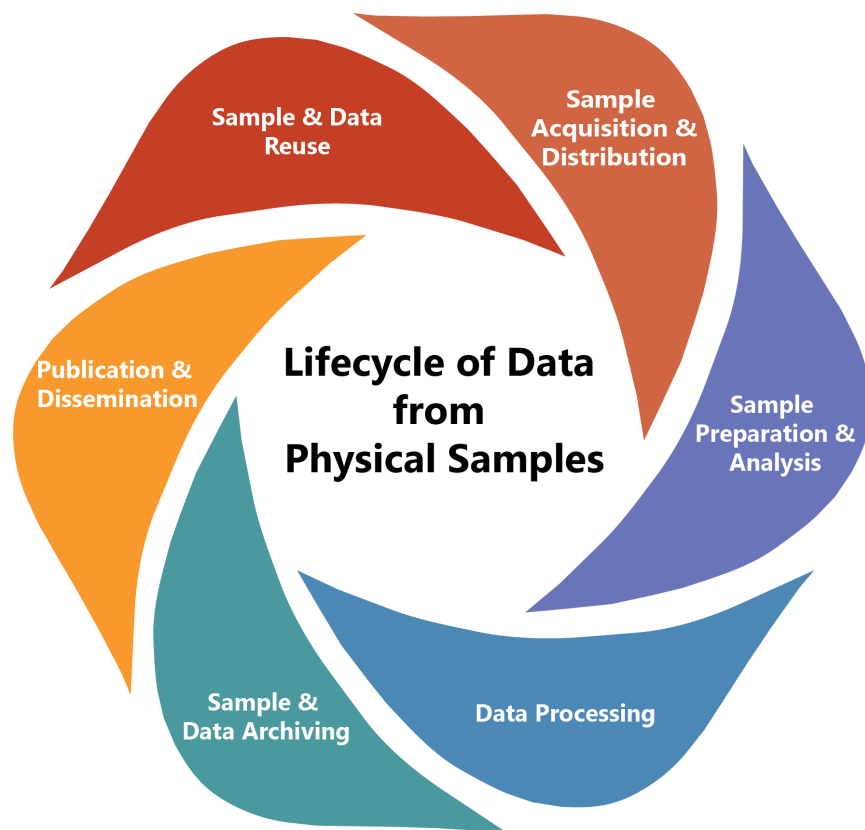 Lifecycle of Data
from
Physical Samples
Sample
Acquisition &
Distribution
Sample
Preparation &
Analysis
Data Processing
Sample &
Data Archiving
Publication &
Dissemination
Sample & Data
Reuse